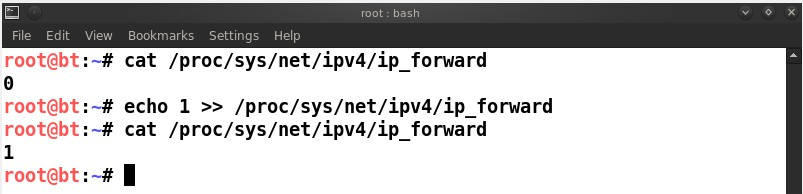 root : bash
File Edit View Bookmarks Settings Help
root@bt:~# cat /proc/sys/net/ipv4/ip_forward
0
root@bt:~# echo 1 >> /proc/sys/net/ipv4/ip_forward
root@bt:~# cat /proc/sys/net/ipv4/ip_forward
1
root@bt:~#